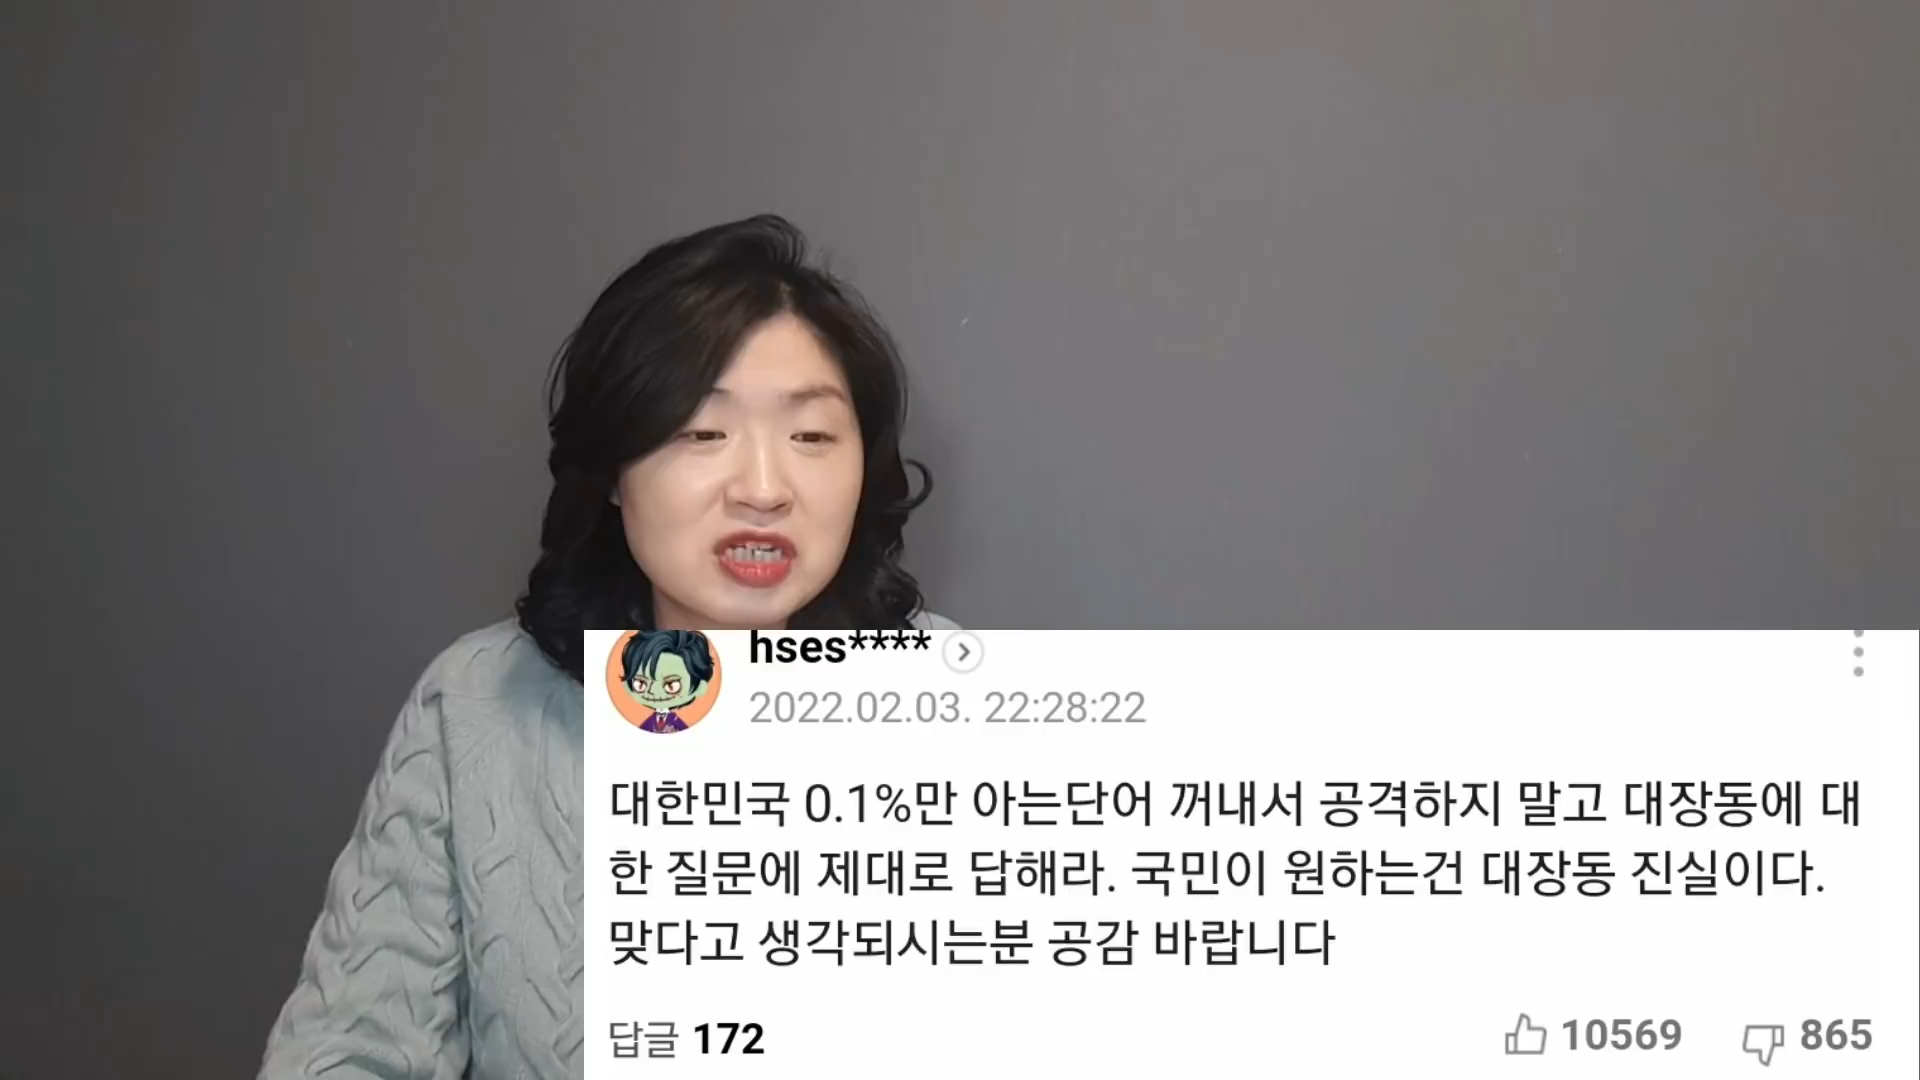 hses****
2022.02.03. 22:28:22
대한민국 0.1%만 아는단어 꺼내서 공격하지 말고 대장동에 대
한 질문에 제대로 답해라. 국민이 원하는건 대장동 진실이다.
맞다고 생각되시는분 공감 바랍니다
답글 172
10569 865